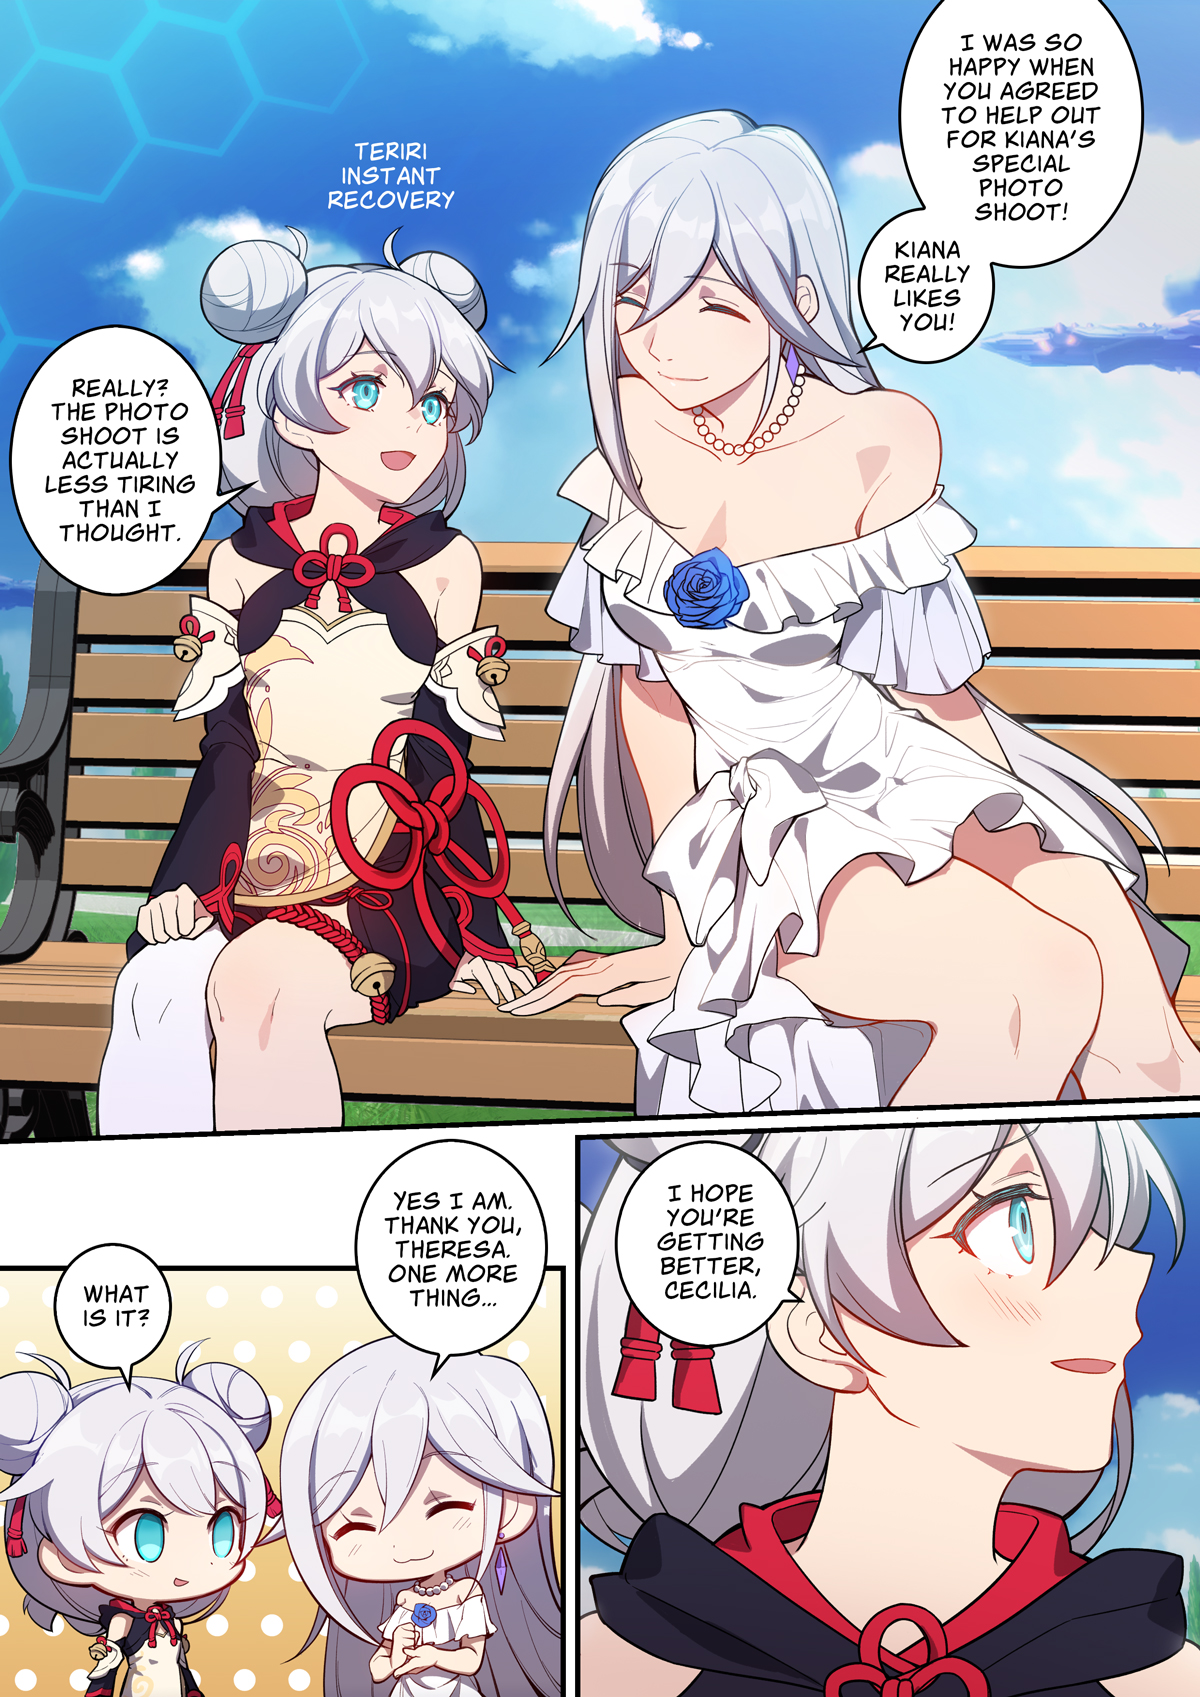 I WAS SO
HAPPY WHEN
YOU AGREED
TO HELP OUT
FOR KIANA'S
SPECIAL
PHOTO
SHOOT!
KIANA
REALLY
LIKES
YOU!
TERIRI
INSTANT
RECOVERY
REALLY?
THE PHOTO
SHOOT IS
ACTUALLY
LESS TIRING
THAN I
THOUGHT.
I HOPE
YOU'RE
GETTING
BETTER,
CECILIA.
YES I AM.
THANK YOU,
THERESA.
ONE MORE
THING...
WHAT
IS IT?